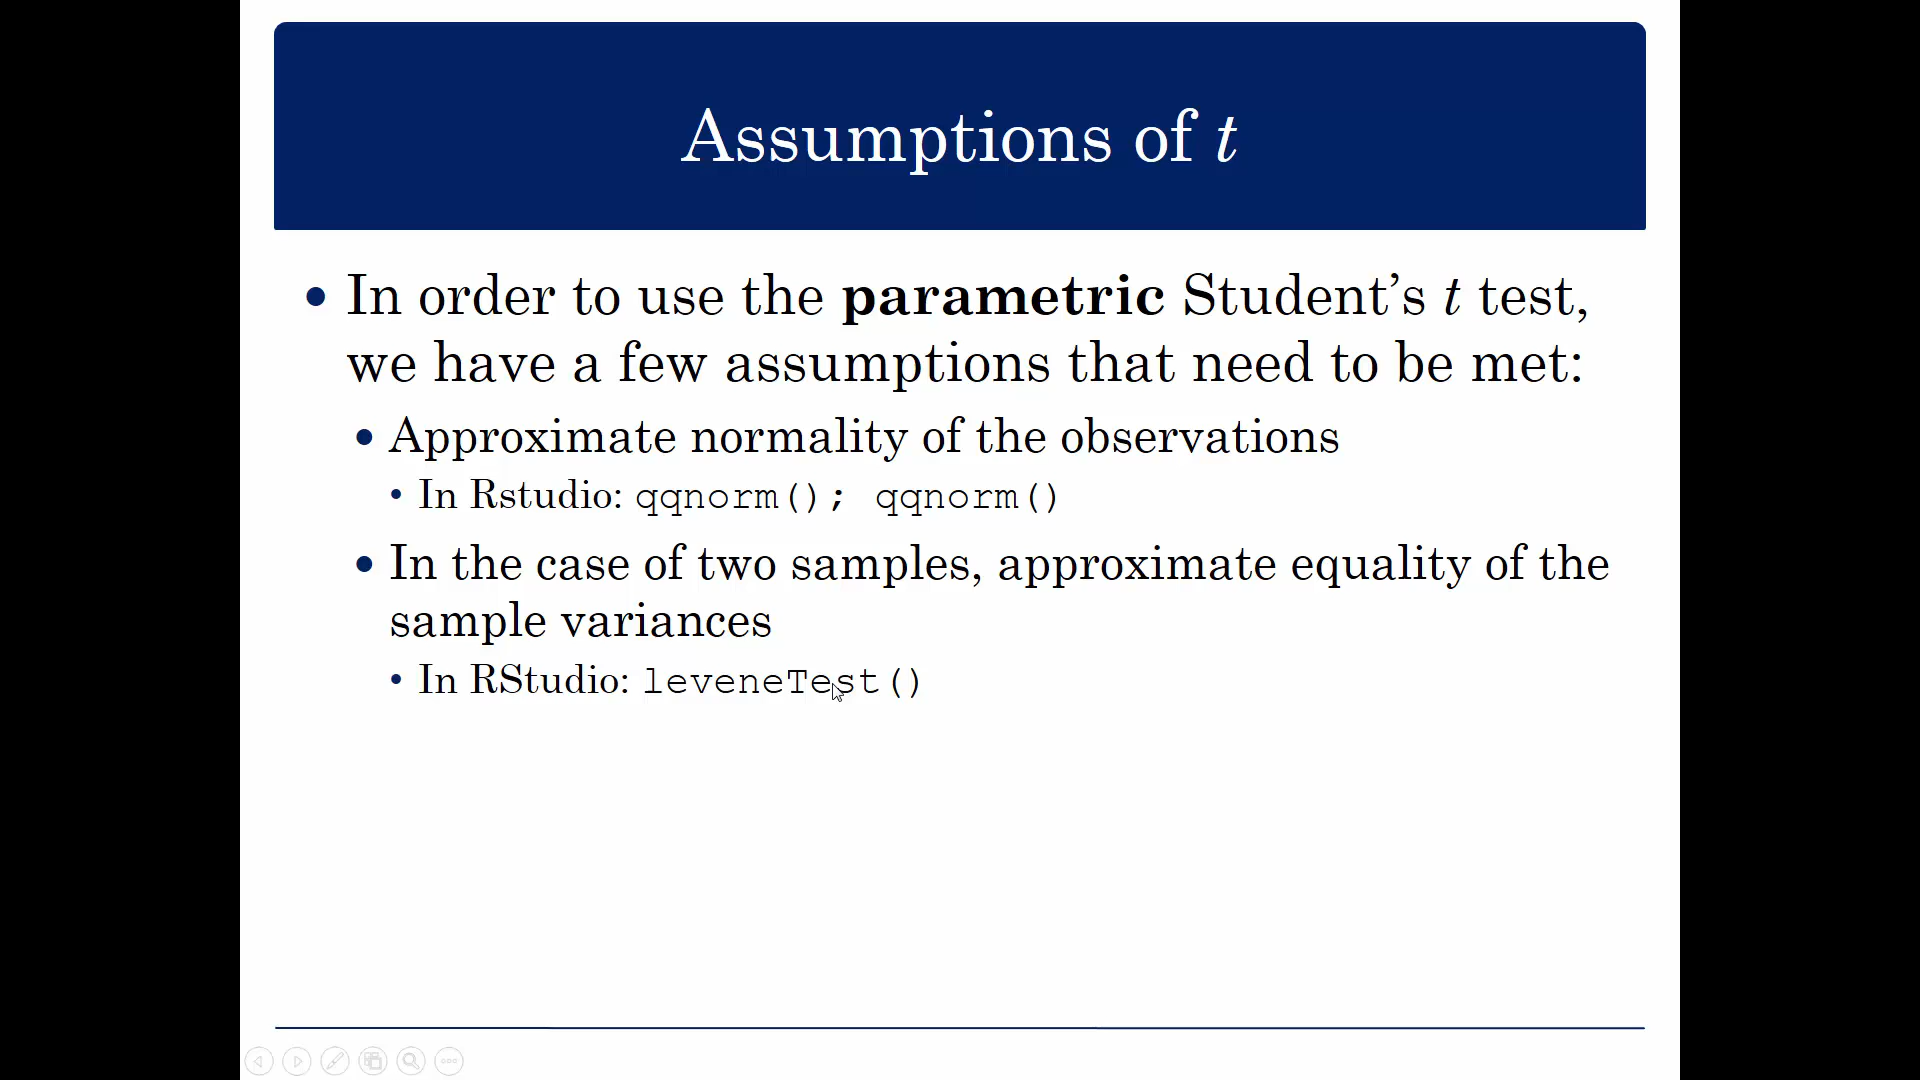 Assumptions of t
• In order to use the parametric Student’s t test,
we have a few assumptions that need to be met:
• Approximate normality of the observations
• In Rstudio: qqnorm(); qqnorm()
• In the case of two samples, approximate equality of the
sample variances
• In RStudio: leveneTest()